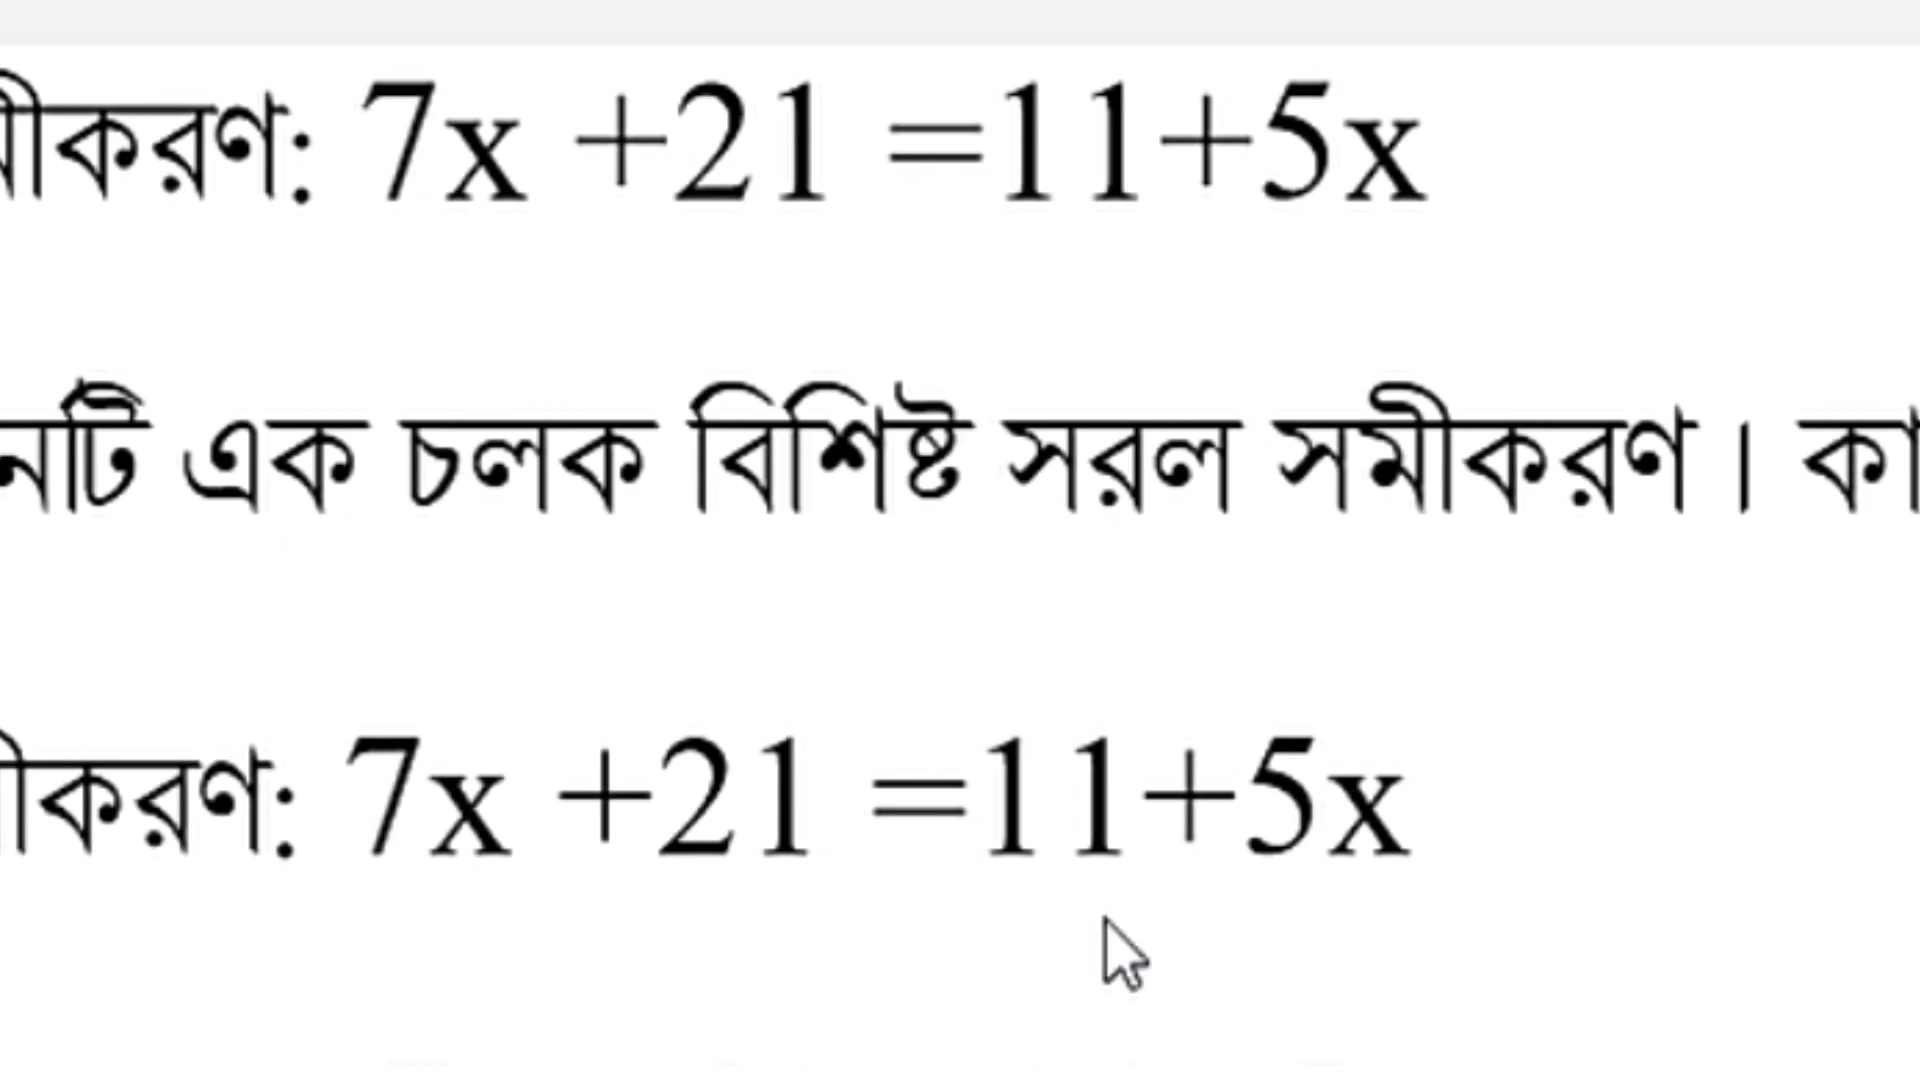 মীকরণ: 7x +21 =11+5x
নটি এক চলক বিশিষ্ট সরল সমীকরণ । কা
ীকরণ: 7x +21 =11+5x